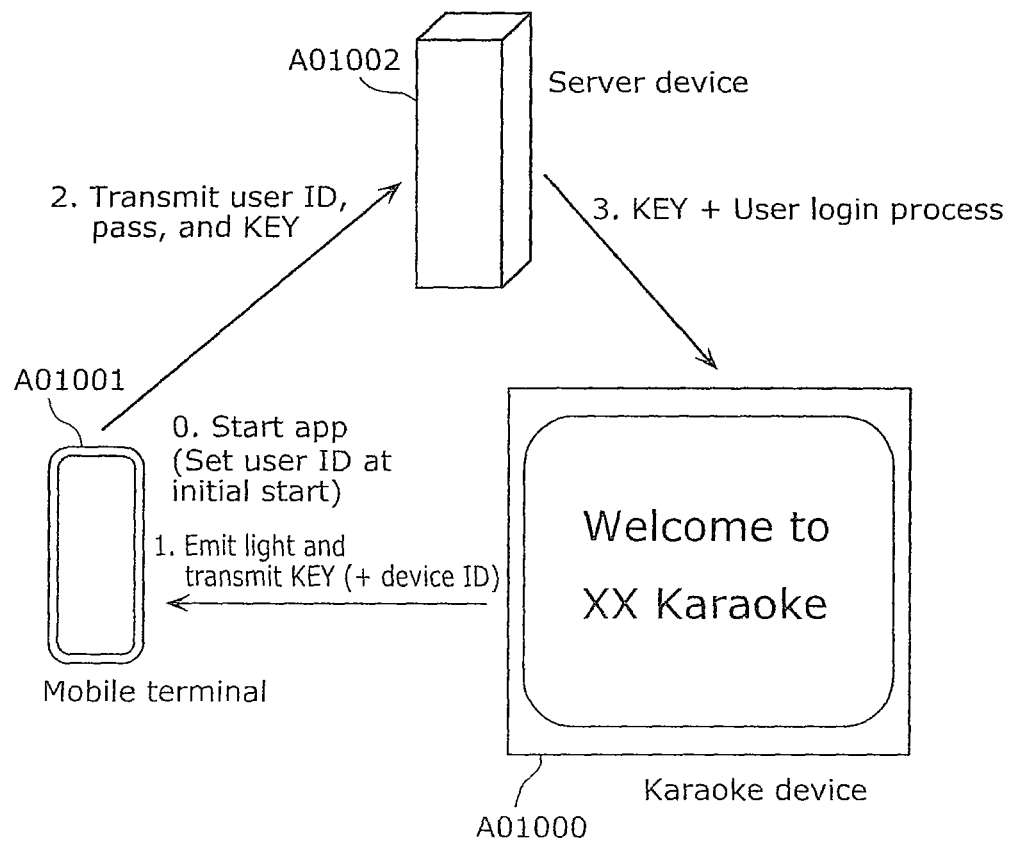 A01002
Server device
2. Transmit user ID,
pass, and KEY
3. KEY + User login process
A01001
0. Start app
(Set user ID at
initial start)
1. Emit light and
transmit KEY (+ device ID)
Welcome to
XX Karaoke
Mobile terminal
Karaoke device
A01000